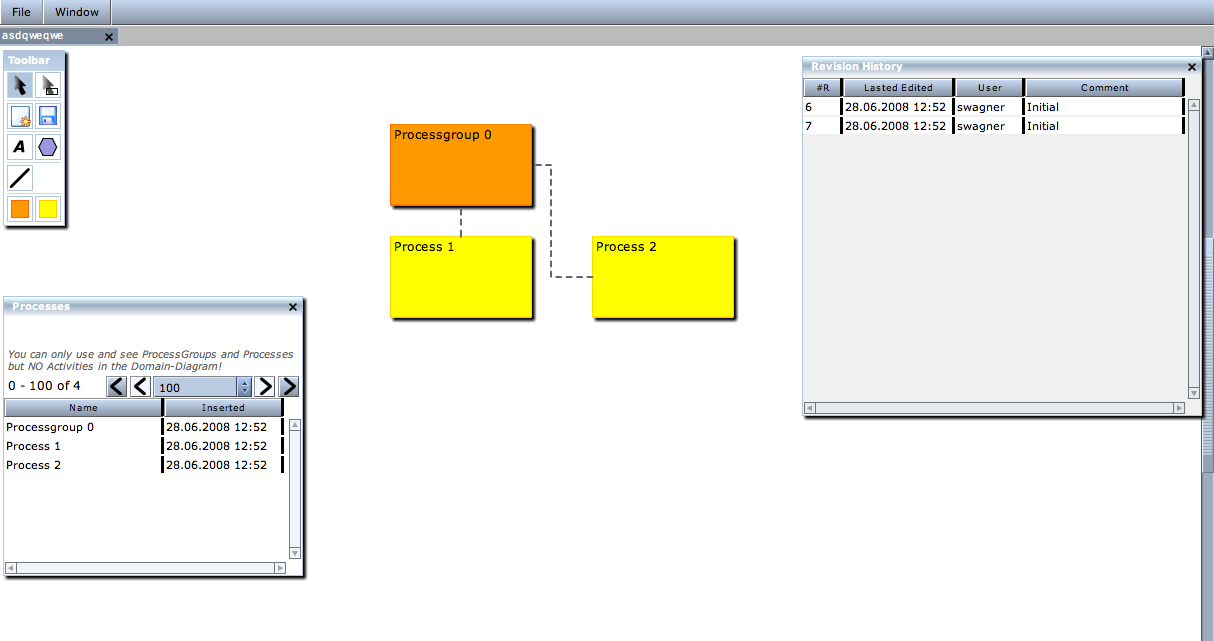 File Window
asdqweqwe
Toolbar
A
Processgroup 0
Process 1
Process 2
Revision History
#R Lasted Edited User Comment
6 28.06.2008 12:52 swagner Initial
7 28.06.2008 12:52 swagner Initial
Processes
You can only use and see ProcessGroups and Processes
but NO Activities in the Domain-Diagram!
0 - 100 of 4 100
Name Inserted
Processgroup 0 28.06.2008 12:52
Process 1 28.06.2008 12:52
Process 2 28.06.2008 12:52